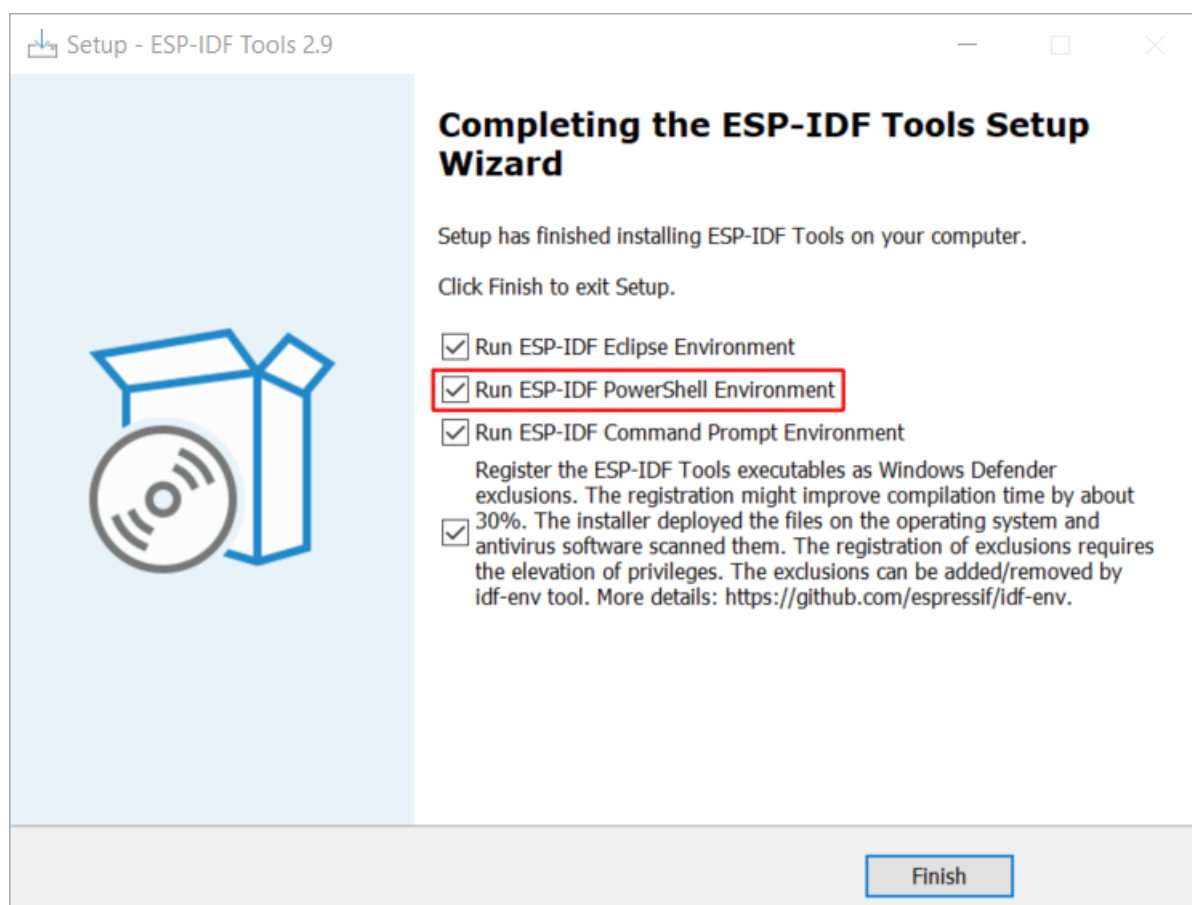 Setup - ESP-IDF Tools 2.9
Completing the ESP-IDF Tools Setup
Wizard
Setup has finished installing ESP-IDF Tools on your computer.
Click Finish to exit Setup.
Run ESP-IDF Eclipse Environment
Run ESP-IDF PowerShell Environment
Run ESP-IDF Command Prompt Environment
Register the ESP-IDF Tools executables as Windows Defender
exclusions. The registration might improve compilation time by about
30%. The installer deployed the files on the operating system and
antivirus software scanned them. The registration of exclusions requires
the elevation of privileges. The exclusions can be added/removed by
idf-env tool. More details: https://github.com/espressif/idf-env.
Finish